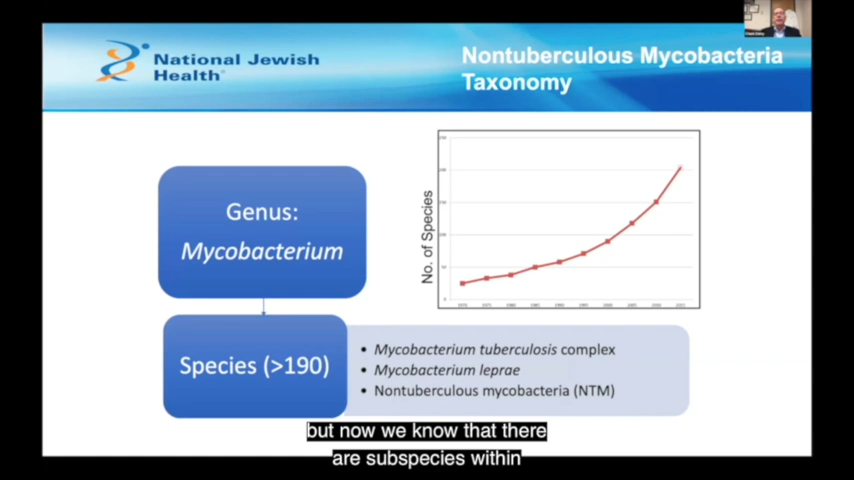 National Jewish
Health®
Nontuberculous Mycobacteria
Taxonomy
Genus:
Mycobacterium
No. of Species
Species (>190)
• Mycobacterium tuberculosis complex
• Mycobacterium leprae
• Nontuberculous mycobacteria (NTM)
but now we know that there
are subspecies within